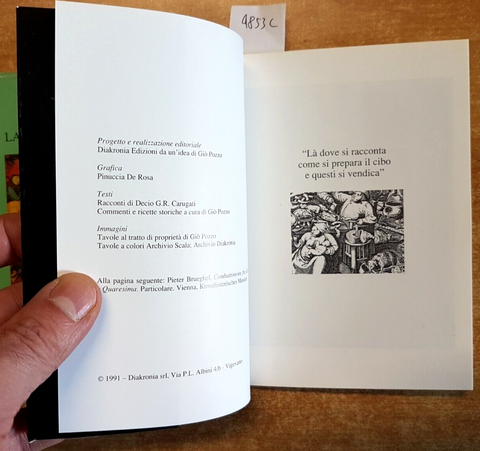 4853c
LA
Progetto e realizzazione editoriale
Diakronia Edizioni da un'idea di Giò Pozzo
Grafica
Pinuccia De Rosa
Testi
Racconti di Decio G.R. Carugati
Commenti e ricette storiche a cura di Giò Pozzo
Immagini
Tavole al tratto di proprietà di Giò Pozzo
Tavole a colori Archivio Scala; Archivio Diakronia
Alla pagina seguente: Pieter Brueghel,
Quaresima. Particolare. Vienna,
© 1991 – Diakronia srl, Via P.L. Albini 4/b – Vigevano
“Là dove si racconta
come si prepara il cibo
e questi si vendica”